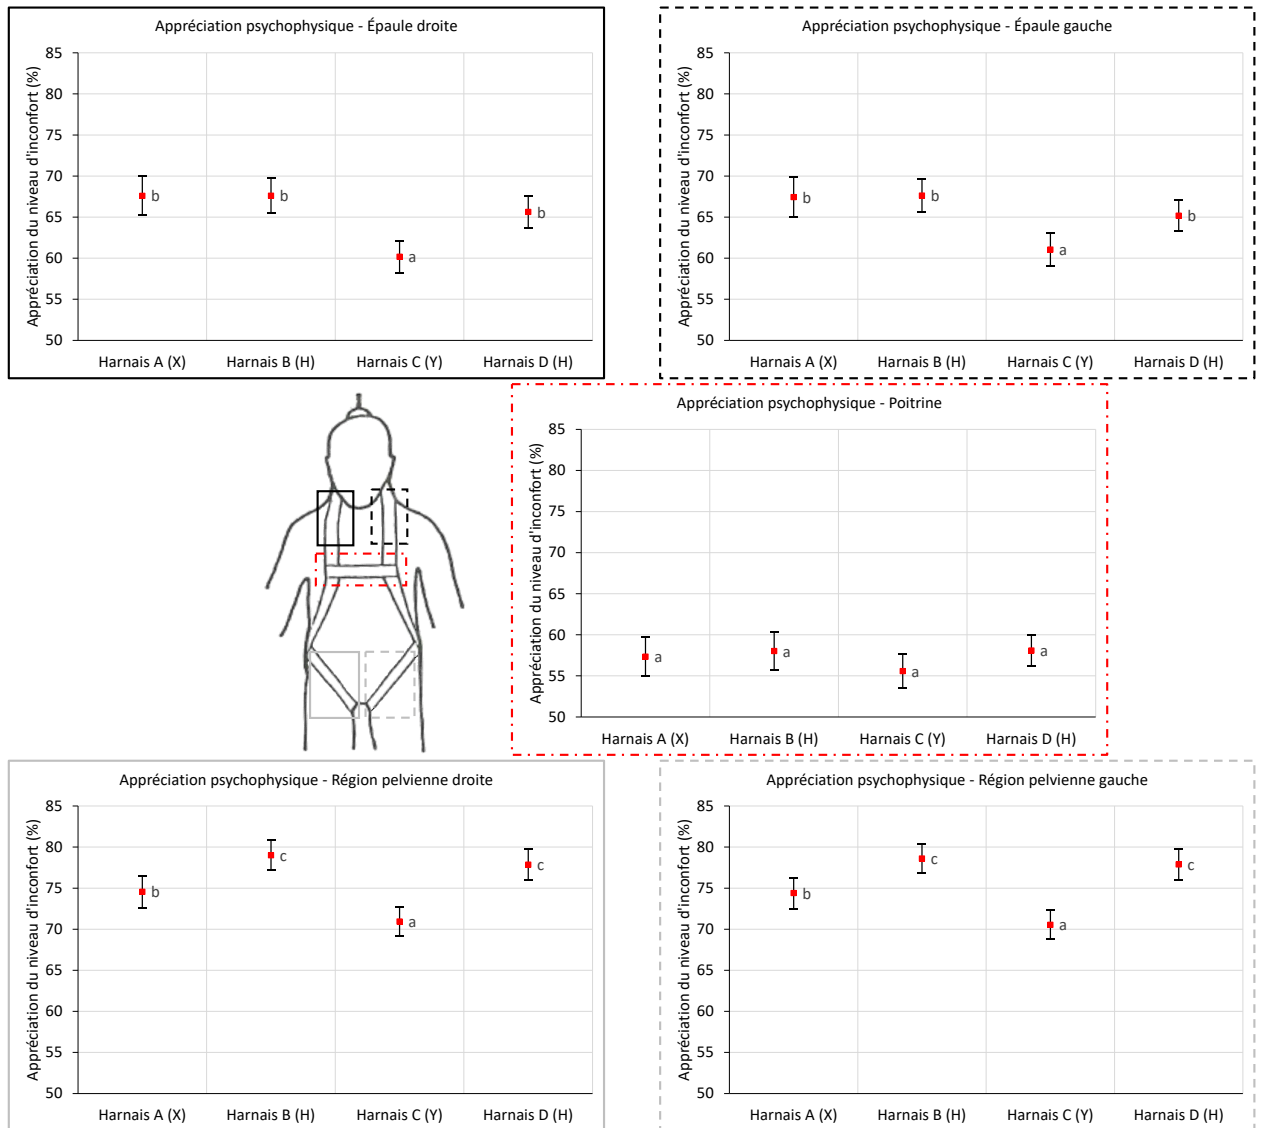 Appréciation psychophysique - Épaule droite
Appréciation du niveau d'inconfort (%)
85
80
75
70
65
60
55
50
b
b
a
b
Harnais A (X)
Harnais B (H)
Harnais C (Y)
Harnais D (H)
Appréciation psychophysique - Épaule gauche
Appréciation du niveau d'inconfort (%)
85
80
75
70
65
60
55
50
b
b
a
b
Harnais A (X)
Harnais B (H)
Harnais C (Y)
Harnais D (H)
Appréciation psychophysique - Poitrine
Appréciation du niveau d'inconfort (%)
85
80
75
70
65
60
55
50
a
a
a
a
Harnais A (X)
Harnais B (H)
Harnais C (Y)
Harnais D (H)
Appréciation psychophysique - Région pelvienne droite
Appréciation du niveau d'inconfort (%)
85
80
75
70
65
60
55
50
b
c
a
c
Harnais A (X)
Harnais B (H)
Harnais C (Y)
Harnais D (H)
Appréciation psychophysique - Région pelvienne gauche
Appréciation du niveau d'inconfort (%)
85
80
75
70
65
60
55
50
b
c
a
c
Harnais A (X)
Harnais B (H)
Harnais C (Y)
Harnais D (H)